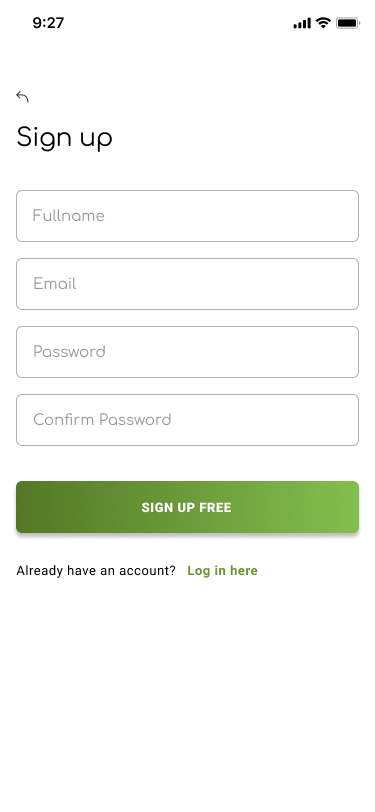 9:27
Sign up
Fullname
Email
Password
Confirm Password
SIGN UP FREE
Already have an account? Log in here